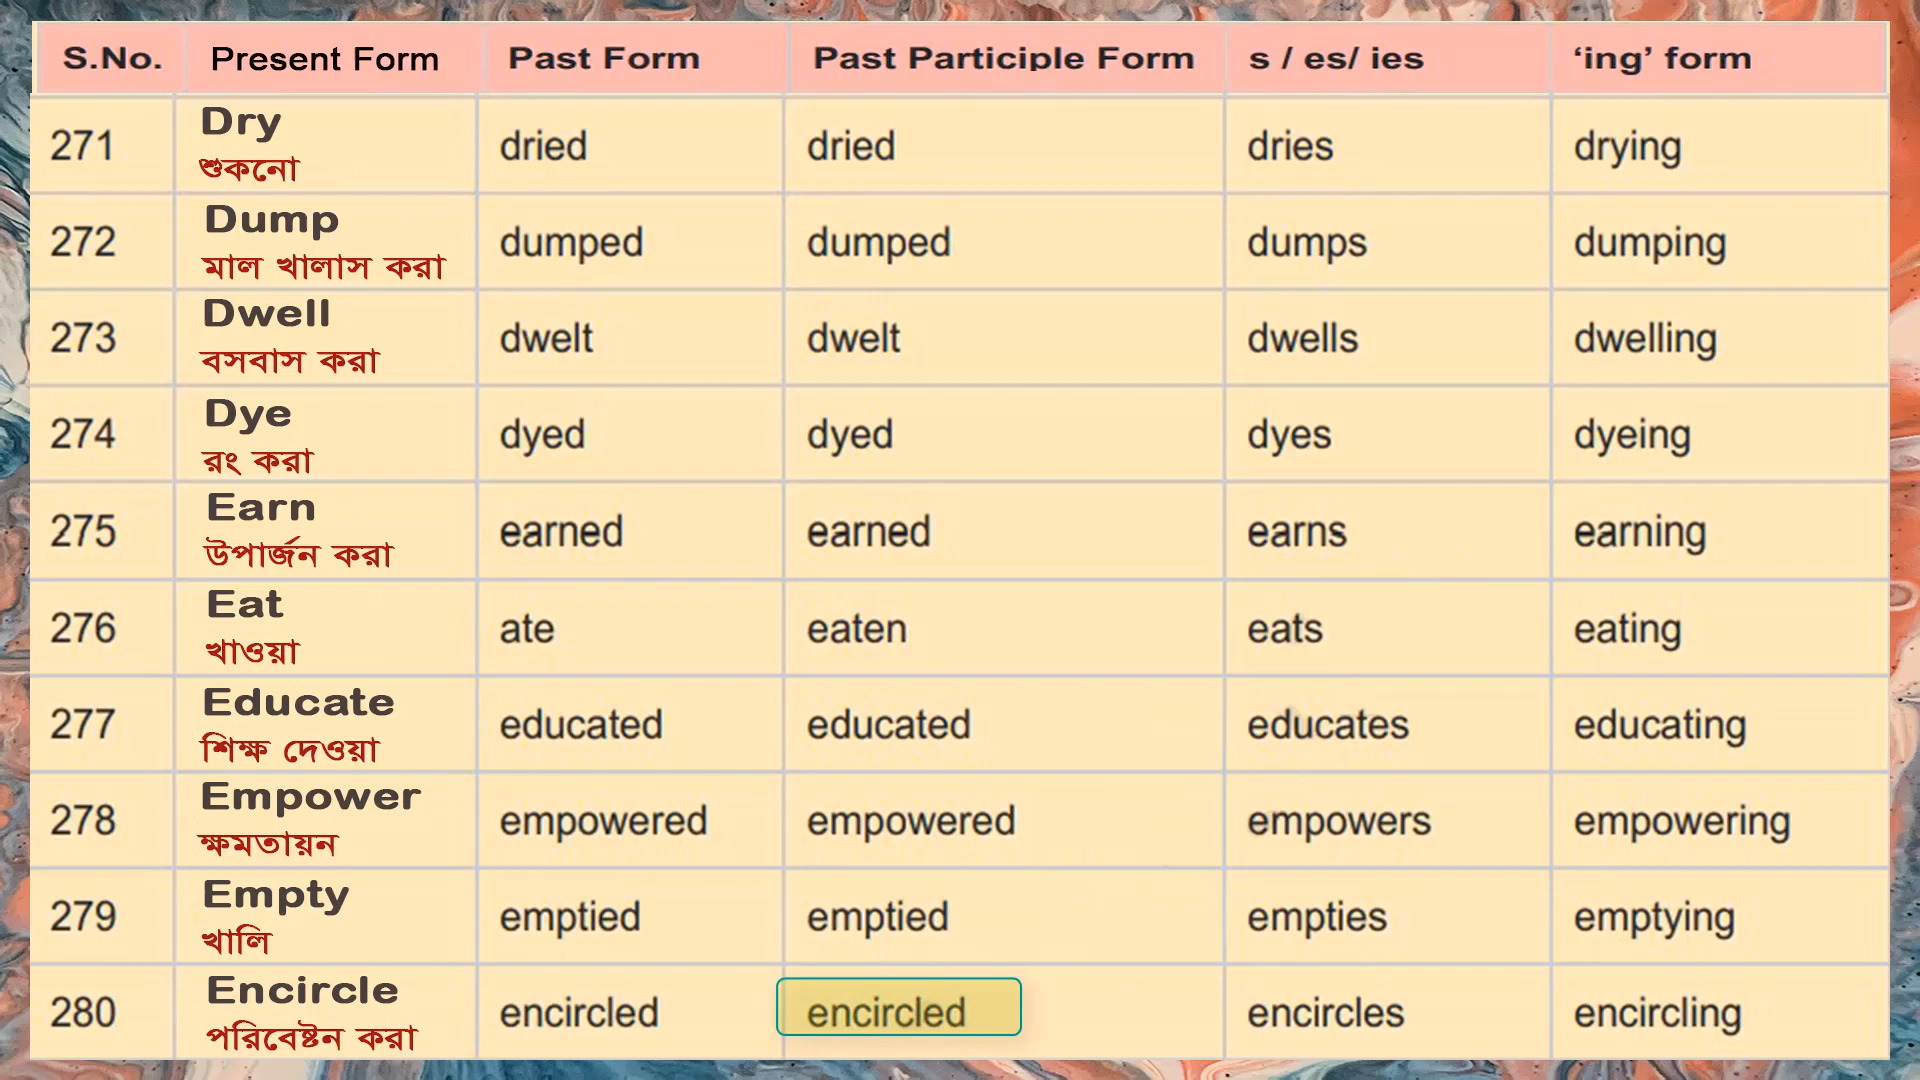 S.No. Present Form Past Form Past Participle Form s / es/ ies ‘ing’ form
271 Dry dried dried dries drying
শুকনো
272 Dump dumped dumped dumps dumping
মাল খালাস করা
273 Dwell dwelt dwelt dwells dwelling
বসবাস করা
274 Dye dyed dyed dyes dyeing
রং করা
275 Earn earned earned earns earning
উপার্জন করা
276 Eat ate eaten eats eating
খাওয়া
277 Educate educated educated educates educating
শিক্ষ দেওয়া
278 Empower empowered empowered empowers empowering
ক্ষমতায়ন
279 Empty emptied emptied empties emptying
খালি
280 Encircle encircled encircled encircles encircling
পরিবেষ্টন করা